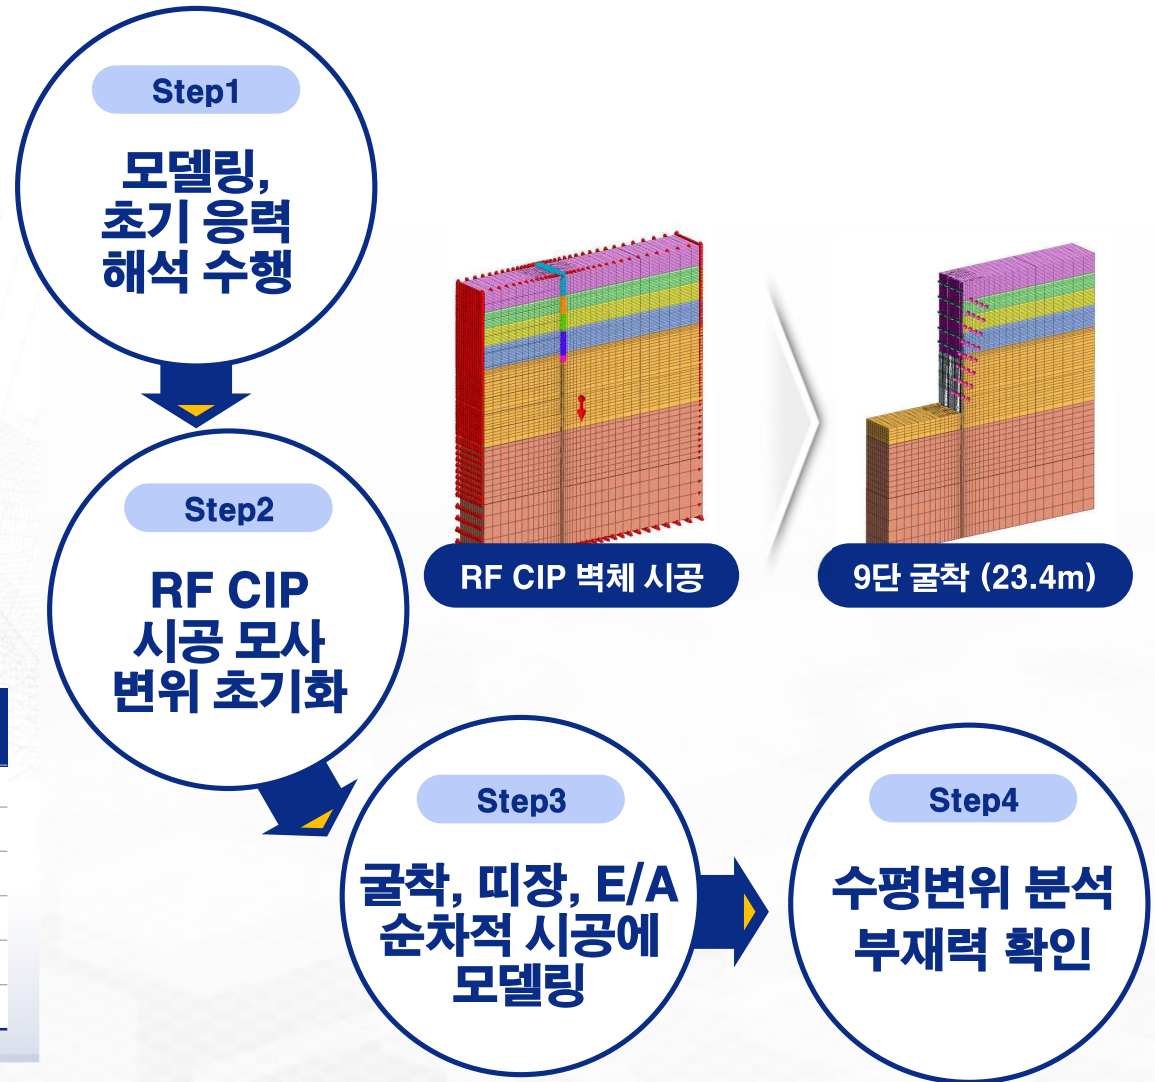 Step1
모델링,
초기 응력
해석 수행
Step2
RF CIP
시공 모사
변위 초기화
RF CIP 벽체 시공
9단 굴착 (23.4m)
Step3
굴착, 띠장, E/A
순차적 시공에
모델링
Step4
수평변위 분석
부재력 확인